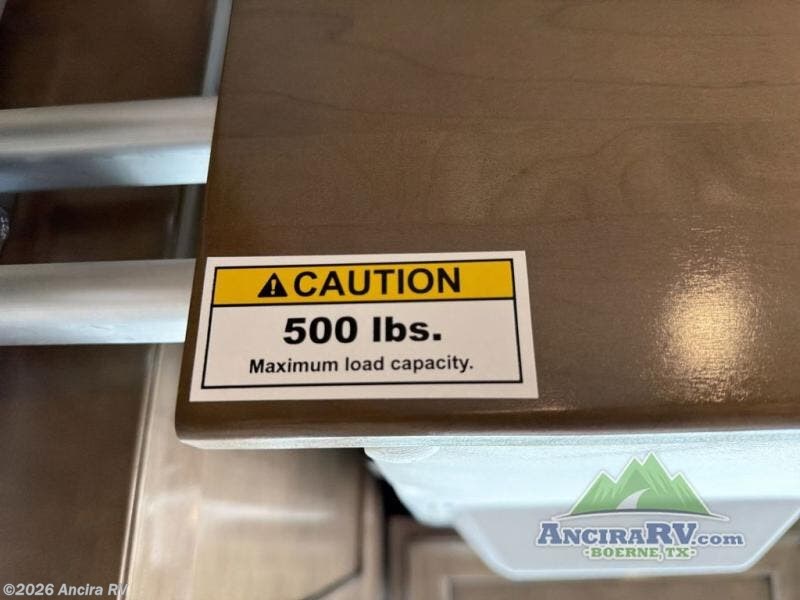 CAUTION
500 lbs.
Maximum load capacity.
ANCIRARV.com
-BOERNE, TX-
©2026 Ancira RV